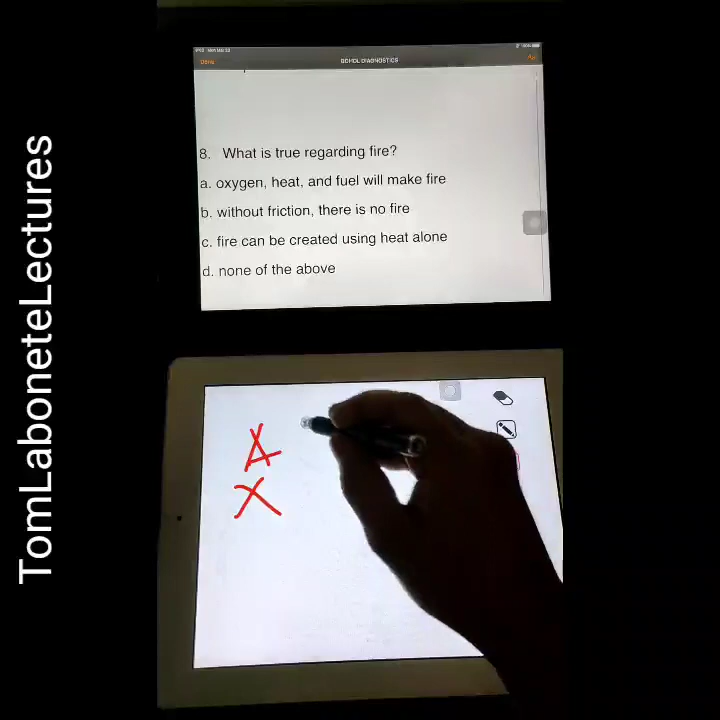 TomLaboneteLectures
Done
8. What is true regarding fire?
a. oxygen, heat, and fuel will make fire
b. without friction, there is no fire
c. fire can be created using heat alone
d. none of the above
A
X